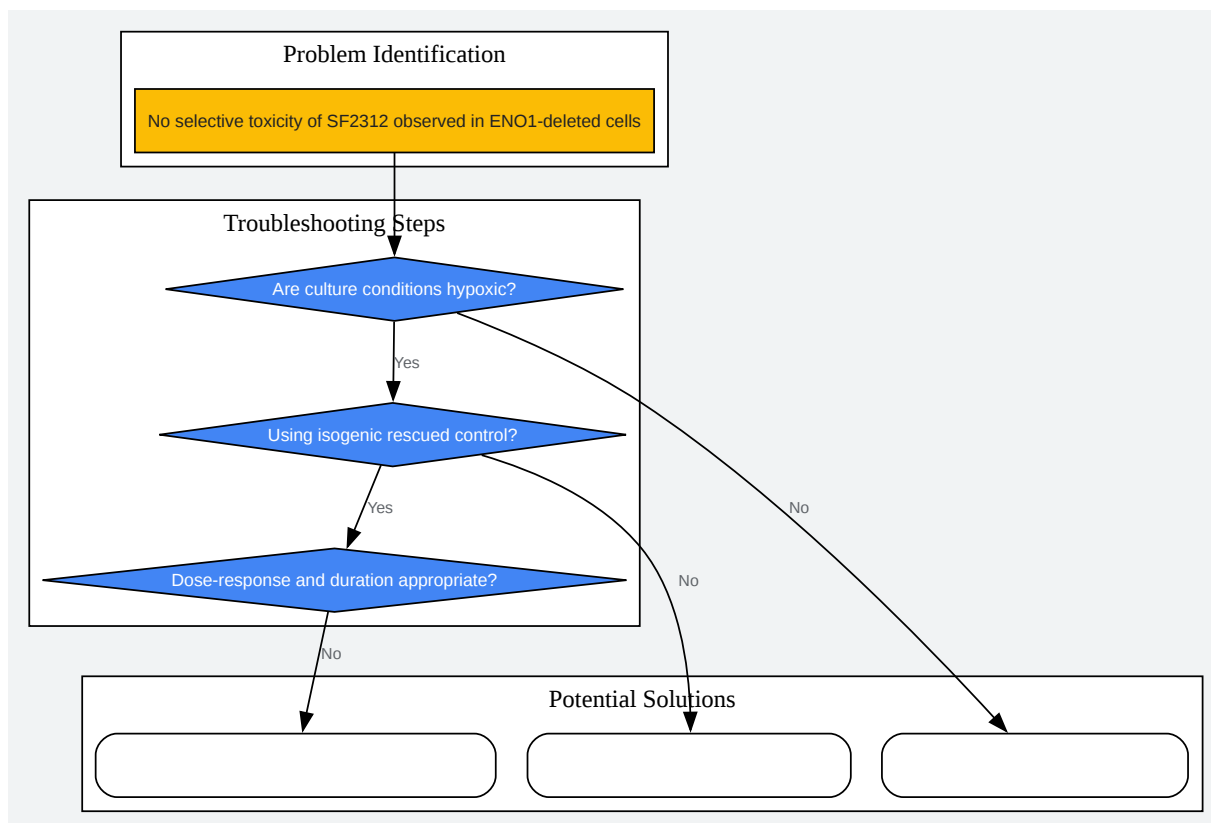 Problem Identification
No selective toxicity of SF2312 observed in ENO1-deleted cells
Troubleshooting Steps
Are culture conditions hypoxic?
Yes
Using isogenic rescued control?
Yes
No
Dose-response and duration appropriate?
No
No
Potential Solutions